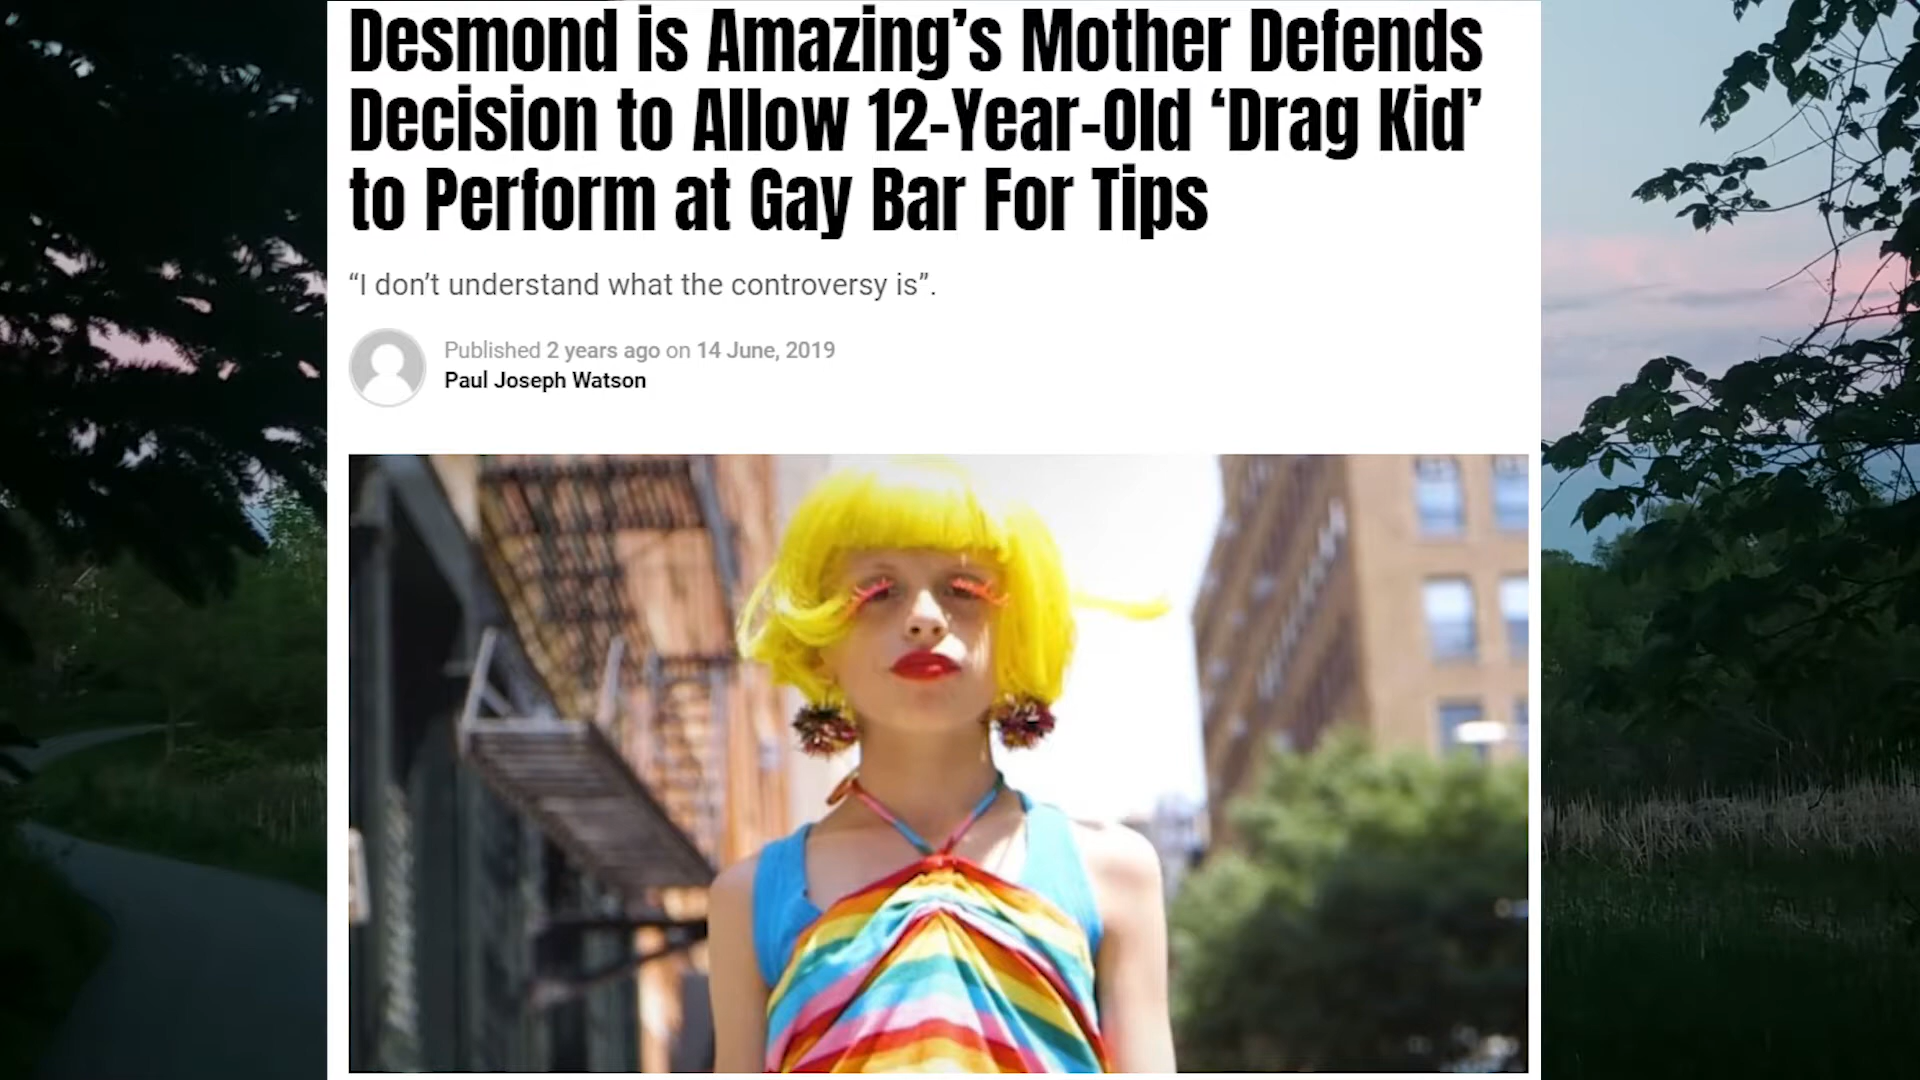 Desmond is Amazing’s Mother Defends
Decision to Allow 12-Year-Old ‘Drag Kid’
to Perform at Gay Bar For Tips
“I don’t understand what the controversy is”.
Published 2 years ago on 14 June, 2019
Paul Joseph Watson